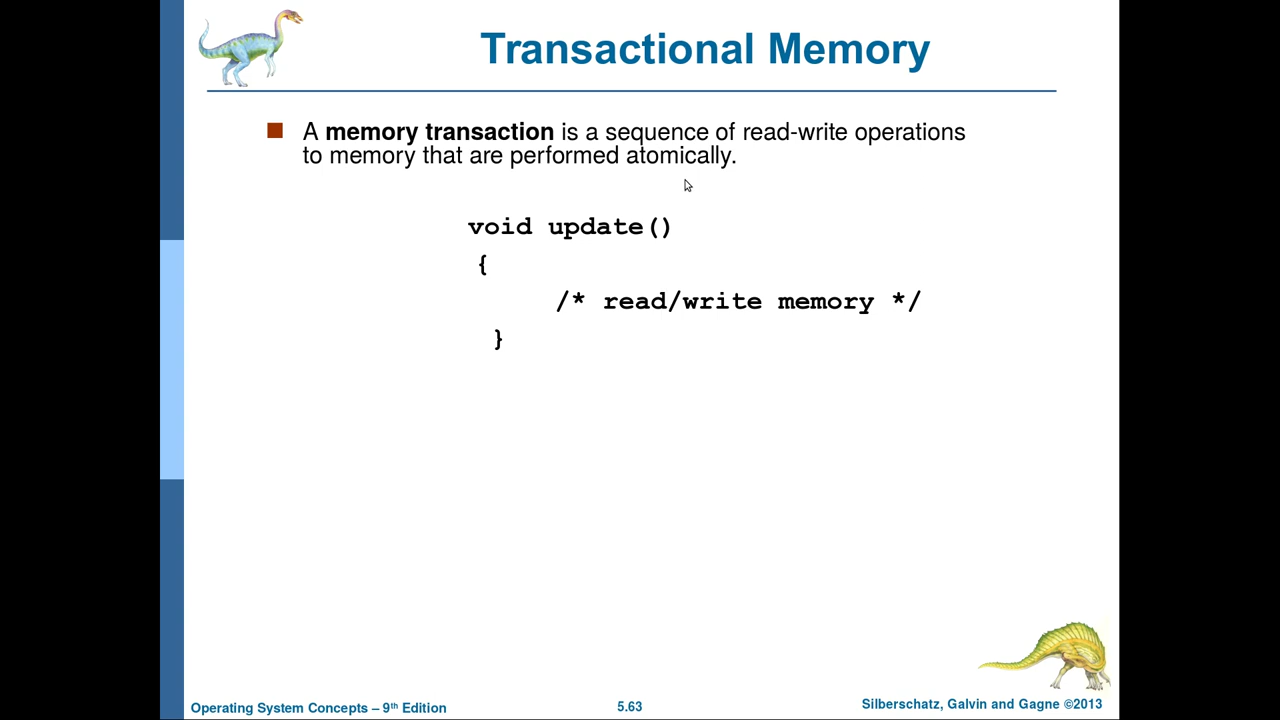 Transactional Memory
A memory transaction is a sequence of read-write operations
to memory that are performed atomically.
void update()
{
/* read/write memory */
}
Operating System Concepts – 9th Edition
5.63
Silberschatz, Galvin and Gagne ©2013